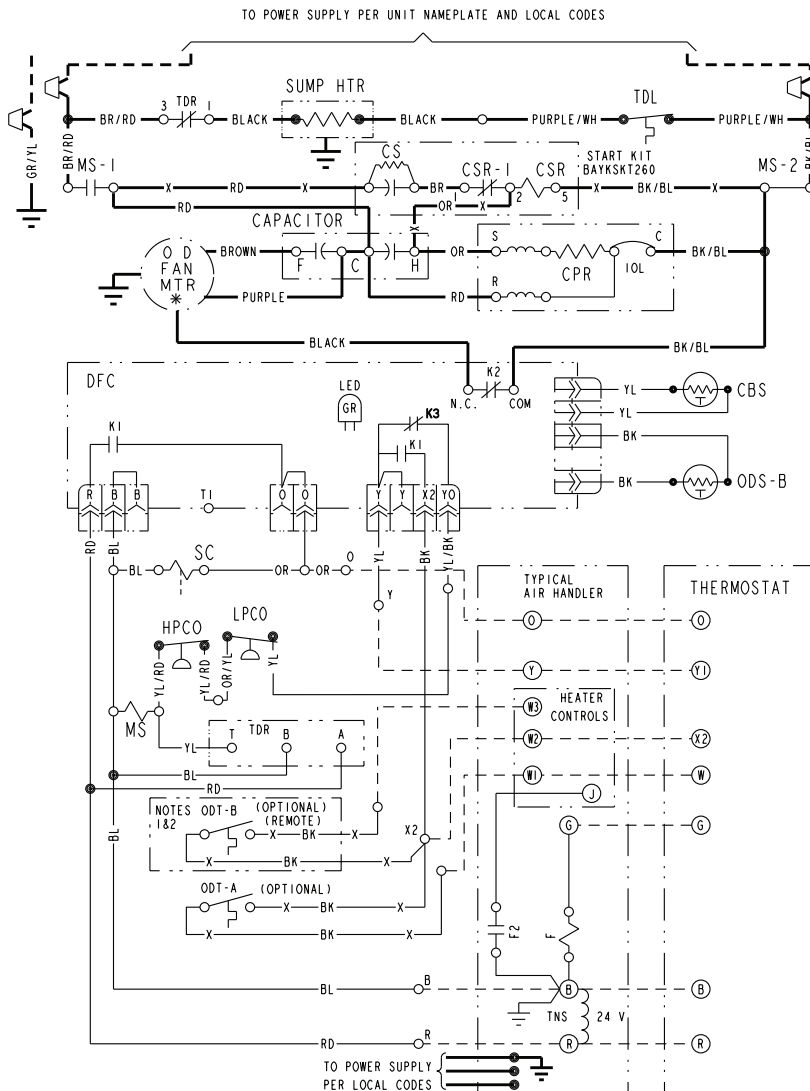 TO POWER SUPPLY PER UNIT NAMEPLATE AND LOCAL CODES
SUMP HTR
3 TDR 1
TDL
BR/RD BLACK BLACK PURPLE/WH PURPLE/WH
GR/YL
BR/RD
BK/BL
MS-1
CS
CSR-1
CSR
START KIT
BAYKSKT260
MS-2
X RD X BR 2 5 X BK/BL X
RD
OR X
X
CAPACITOR
O D
FAN
MTR
*
BROWN F C H OR S CPR IOL C BK/BL
PURPLE
RD R
BLACK
BK/BL
DFC
LED
GR
K2
N.C. COM
K3
K1
K1
YL CBS
YL
BK
BK ODS-B
R B B T1 O O Y Y X2 YO
RD
BL
YL
BK
YL/BK
BL SC OR OR O
Y
TYPICAL
AIR HANDLER
THERMOSTAT
O O
HPCO
LPCO
YL/RD
YL/RD
OR/YL
YL
Y Y1
MS
HEATER
CONTROLS
W3
TDR
YL T B A
W2 X2
BL
W1 W
RD
J
NOTES
1&2
ODT-B
(OPTIONAL)
(REMOTE)
X BK X
X BK X
X2
G G
BL
ODT-A (OPTIONAL)
X BK X
X BK X
F2
F
BL B B B
TNS 24 V
RD R R R
TO POWER SUPPLY
PER LOCAL CODES